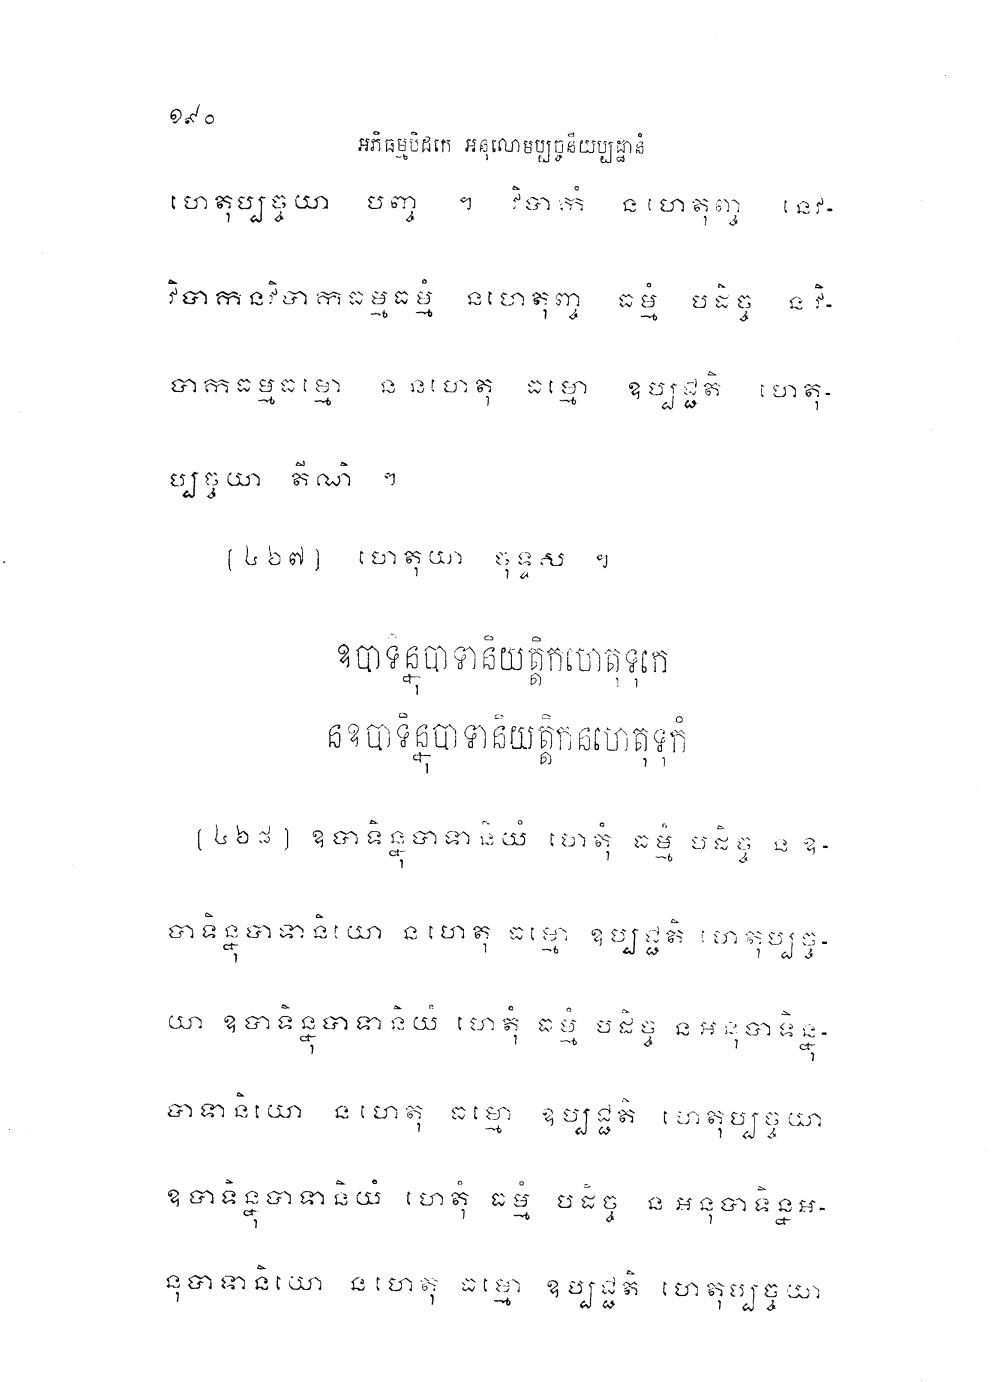 ១៩០
អភិធម្មបិដកេ អនុលោមប្បច្ចនីយប្បដ្ឋានំ
ហេតុប្បច្ចយា បញ្ច ។ វិបាកំ នហេតុញ្ច នេវ-
វិបាកនវិបាកធម្មធម្មំ នហេតុញ្ច ធម្មំ បដិច្ច នវិ-
បាកធម្មធម្មោ ន នហេតុ ធម្មោ ឧប្បជ្ជតិ ហេតុ-
ប្បច្ចយា តីណិ ។
(៤៦៧) ហេតុយា ចុទ្ទស ។
ឧបាទិន្នុបាទានិយត្តិកហេតុទុកេ
នឧបាទិន្នុបាទានិយត្តិកនហេតុទុកំ
(៤៦៨) ឧបាទិន្នុបាទានិយំ ហេតុំ ធម្មំ បដិច្ច នឧ-
បាទិន្នុបាទានិយោ នហេតុ ធម្មោ ឧប្បជ្ជតិ ហេតុប្បច្ច-
យា ឧបាទិន្នុបាទានិយំ ហេតុំ ធម្មំ បដិច្ច នអនុបាទិន្នុ-
បាទានិយោ នហេតុ ធម្មោ ឧប្បជ្ជតិ ហេតុប្បច្ចយា
ឧបាទិន្នុបាទានិយំ ហេតុំ ធម្មំ បដិច្ច នអនុបាទិន្នអ-
នុបាទានិយោ នហេតុ ធម្មោ ឧប្បជ្ជតិ ហេតុប្បច្ចយា